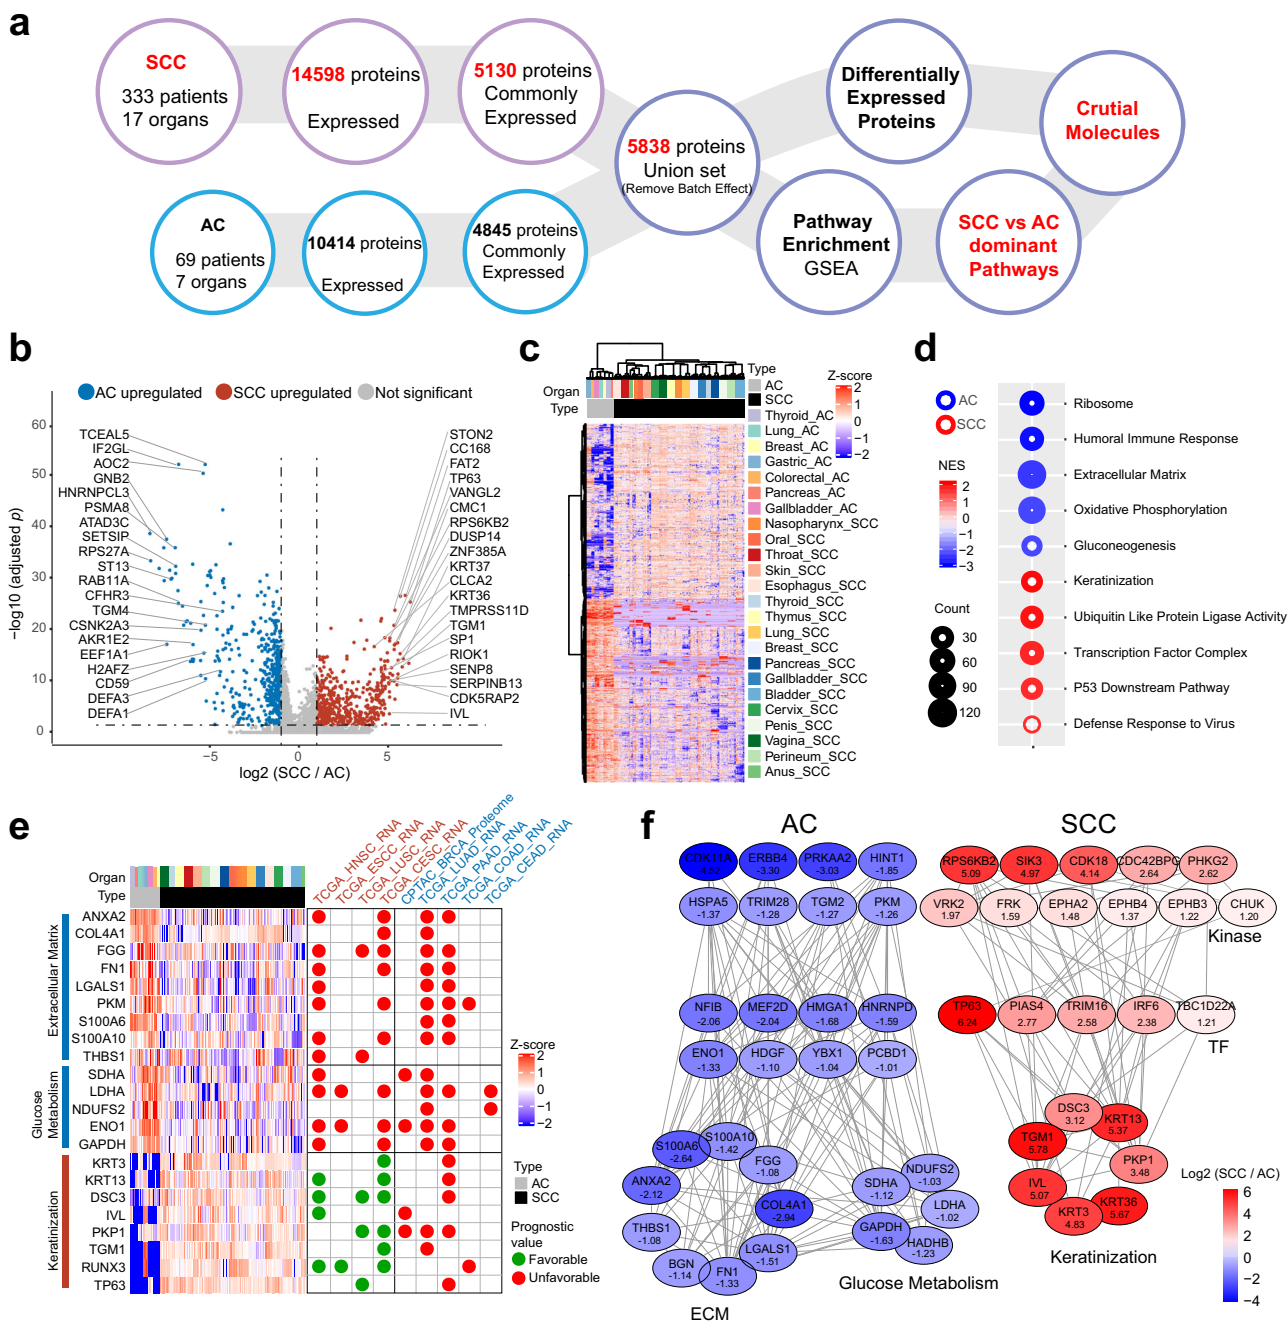 a
SCC
333 patients
17 organs
14598 proteins
Expressed
5130 proteins
Commonly
Expressed
AC
69 patients
7 organs
10414 proteins
Expressed
4845 proteins
Commonly
Expressed
5838 proteins
Union set
(Remove Batch Effect)
Differentially
Expressed
Proteins
Pathway
Enrichment
GSEA
SCC vs AC
dominant
Pathways
Crutial
Molecules
b
AC upregulated
SCC upregulated
Not significant
−log10 (adjusted p)
60
50
40
30
20
10
0
−5
0
5
log2 (SCC / AC)
TCEAL5
IF2GL
AOC2
GNB2
HNRNPCL3
PSMA8
ATAD3C
SETSIP
RPS27A
ST13
RAB11A
CFHR3
TGM4
CSNK2A3
AKR1E2
EEF1A1
H2AFZ
CD59
DEFA3
DEFA1
STON2
CC168
FAT2
TP63
VANGL2
CMC1
RPS6KB2
DUSP14
ZNF385A
KRT37
CLCA2
KRT36
TMPRSS11D
TGM1
SP1
RIOK1
SENP8
SERPINB13
CDK5RAP2
IVL
c
Organ
Type
Type
AC
SCC
Thyroid_AC
Lung_AC
Breast_AC
Gastric_AC
Colorectal_AC
Pancreas_AC
Gallbladder_AC
Nasopharynx_SCC
Oral_SCC
Throat_SCC
Skin_SCC
Esophagus_SCC
Thyroid_SCC
Thymus_SCC
Lung_SCC
Breast_SCC
Pancreas_SCC
Gallbladder_SCC
Bladder_SCC
Cervix_SCC
Penis_SCC
Vagina_SCC
Perineum_SCC
Anus_SCC
Z-score
2
1
0
−1
−2
d
AC
SCC
NES
2
1
0
−1
−2
−3
Count
30
60
90
120
Ribosome
Humoral Immune Response
Extracellular Matrix
Oxidative Phosphorylation
Gluconeogenesis
Keratinization
Ubiquitin Like Protein Ligase Activity
Transcription Factor Complex
P53 Downstream Pathway
Defense Response to Virus
e
Organ
Type
TCGA_HNSC_RNA
TCGA_ESCC_RNA
TCGA_LUSC_RNA
TCGA_CESC_RNA
CPTAC_BRCA_Proteome
TCGA_LUAD_RNA
TCGA_PAAD_RNA
TCGA_COAD_RNA
TCGA_CEAD_RNA
Extracellular Matrix
ANXA2
COL4A1
FGG
FN1
LGALS1
PKM
S100A6
S100A10
THBS1
Glucose
Metabolism
SDHA
LDHA
NDUFS2
ENO1
GAPDH
Keratinization
KRT3
KRT13
DSC3
IVL
PKP1
TGM1
RUNX3
TP63
Z-score
2
1
0
−1
−2
Type
AC
SCC
Prognostic
value
Favorable
Unfavorable
f
AC
SCC
CDK11A
4.52
ERBB4
-3.30
PRKAA2
-3.03
HINT1
-1.85
HSPA5
-1.37
TRIM28
-1.28
TGM2
-1.27
PKM
-1.26
NFIB
-2.06
MEF2D
-2.04
HMGA1
-1.68
HNRNPD
-1.59
ENO1
-1.33
HDGF
-1.10
YBX1
-1.04
PCBD1
-1.01
S100A6
-2.64
S100A10
-1.42
FGG
-1.08
ANXA2
-2.12
COL4A1
-2.94
THBS1
-1.08
LGALS1
-1.51
BGN
-1.14
FN1
-1.33
ECM
SDHA
-1.12
NDUFS2
-1.03
LDHA
-1.02
GAPDH
-1.63
HADHB
-1.23
Glucose Metabolism
RPS6KB2
5.09
SIK3
4.97
CDK18
4.14
CDC42BPG
2.64
PHKG2
2.62
VRK2
1.97
FRK
1.59
EPHA2
1.48
EPHB4
1.37
EPHB3
1.22
CHUK
1.20
Kinase
TP63
6.24
PIAS4
2.77
TRIM16
2.58
IRF6
2.38
TBC1D22A
1.21
TF
DSC3
3.12
KRT13
5.37
TGM1
5.78
PKP1
3.48
IVL
5.07
KRT36
5.67
KRT3
4.83
Keratinization
Log2 (SCC / AC)
6
4
2
0
−2
−4